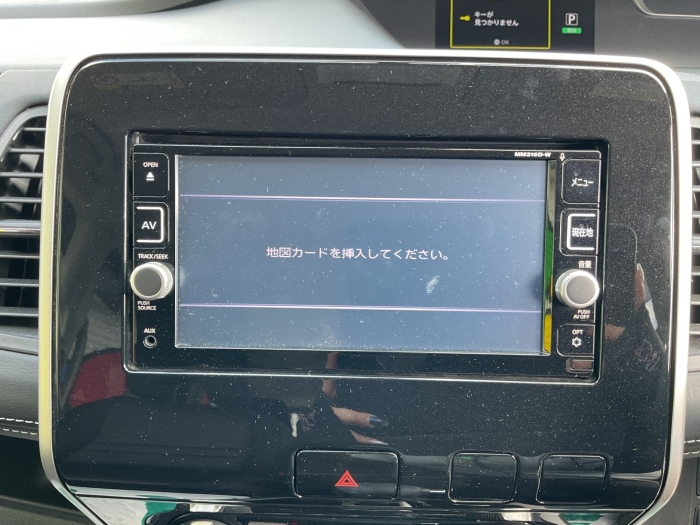 キーが
見つかりません
OK
P
MM316D-W
OPEN
メニュー
AV
現在地
地図カードを挿入してください。
TRACK/SEEK
音量
PUSH
SOURCE
PUSH
AV OFF
AUX
OPT